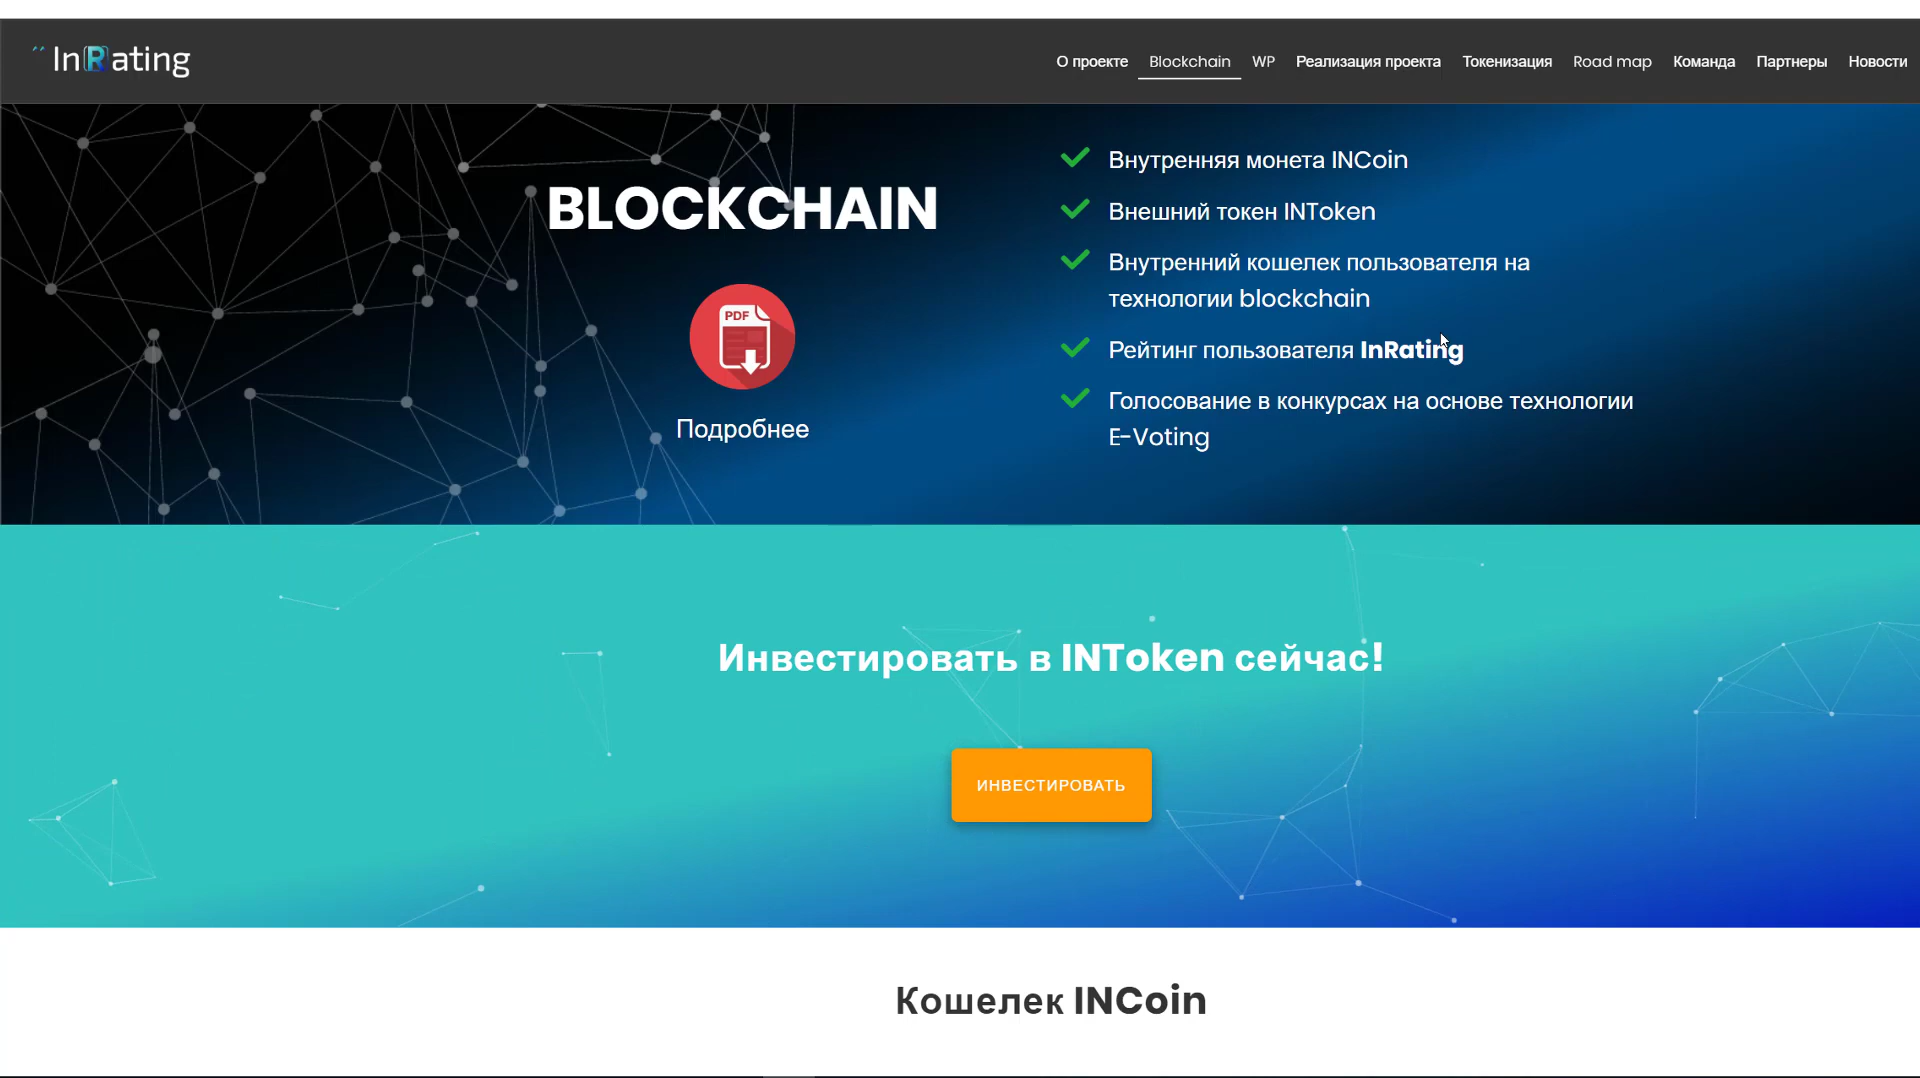 InRating
О проекте Blockchain WP Реализация проекта Токенизация Road map Команда Партнеры Новости
BLOCKCHAIN
PDF
Подробнее
Внутренняя монета INCoin
Внешний токен INToken
Внутренний кошелек пользователя на
технологии blockchain
Рейтинг пользователя InRating
Голосование в конкурсах на основе технологии
E-Voting
Инвестировать в INToken сейчас!
ИНВЕСТИРОВАТЬ
Кошелек INCoin